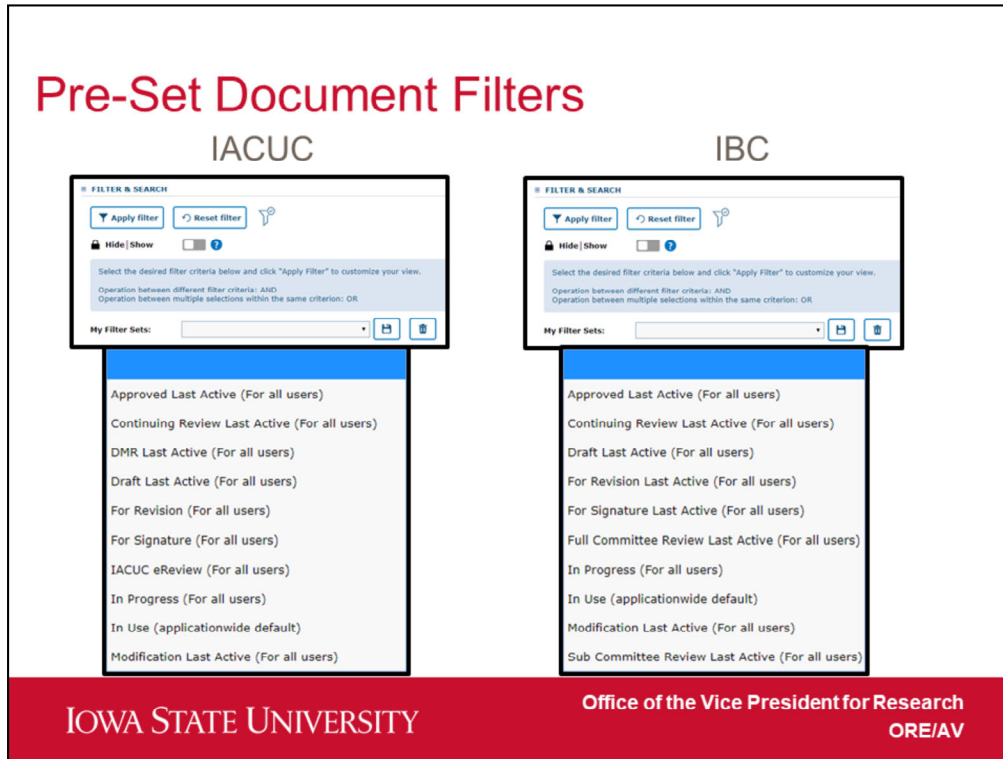 Pre-Set Document Filters
IACUC
FILTER & SEARCH
Apply filter Reset filter
Hide|Show ?
Select the desired filter criteria below and click "Apply Filter" to customize your view.
Operation between different filter criteria: AND
Operation between multiple selections within the same criterion: OR
My Filter Sets:
Approved Last Active (For all users)
Continuing Review Last Active (For all users)
DMR Last Active (For all users)
Draft Last Active (For all users)
For Revision (For all users)
For Signature (For all users)
IACUC eReview (For all users)
In Progress (For all users)
In Use (applicationwide default)
Modification Last Active (For all users)
IBC
FILTER & SEARCH
Apply filter Reset filter
Hide|Show ?
Select the desired filter criteria below and click "Apply Filter" to customize your view.
Operation between different filter criteria: AND
Operation between multiple selections within the same criterion: OR
My Filter Sets:
Approved Last Active (For all users)
Continuing Review Last Active (For all users)
Draft Last Active (For all users)
For Revision Last Active (For all users)
For Signature Last Active (For all users)
Full Committee Review Last Active (For all users)
In Progress (For all users)
In Use (applicationwide default)
Modification Last Active (For all users)
Sub Committee Review Last Active (For all users)
IOWA STATE UNIVERSITY
Office of the Vice President for Research
ORE/AV